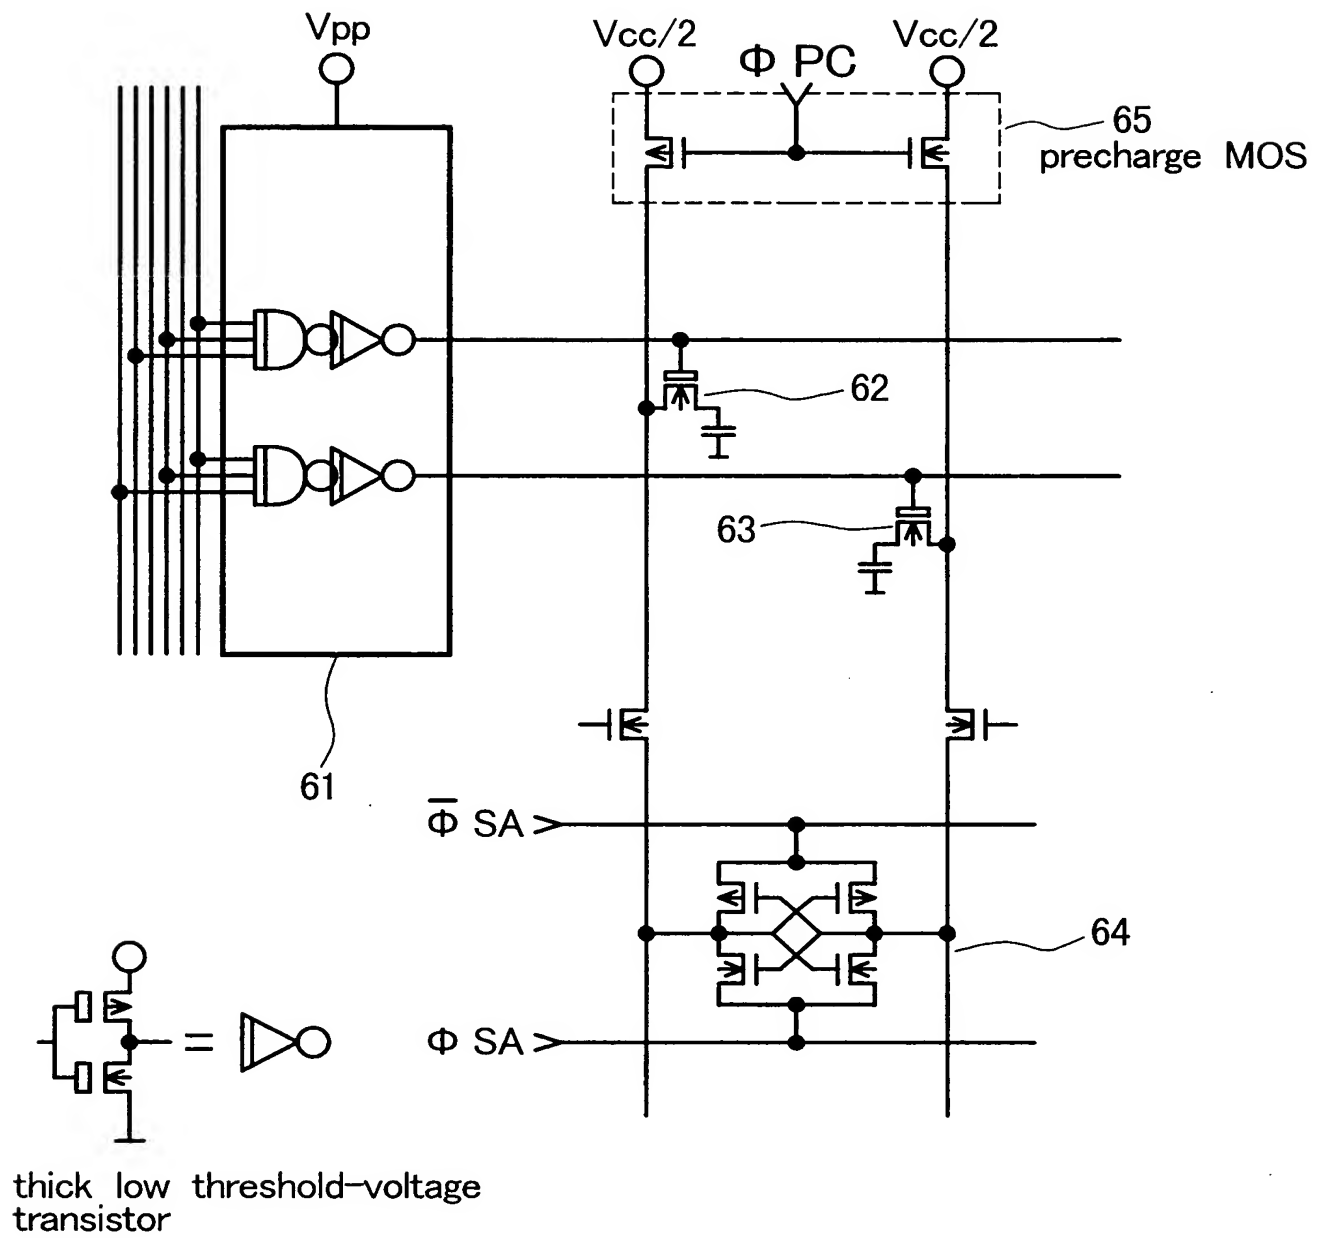 Vpp
Vcc/2
Φ PC
Vcc/2
65
precharge MOS
62
63
61
Φ̅ SA
64
Φ SA
=
thick low threshold-voltage
transistor